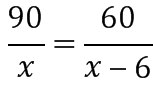 90/x = 60/(x − 6)